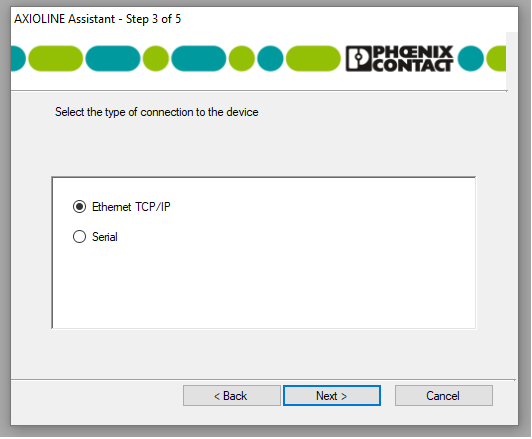 AXIOLINE Assistant - Step 3 of 5
PHŒNIX
CONTACT
Select the type of connection to the device
Ethernet TCP/IP
Serial
< Back
Next >
Cancel